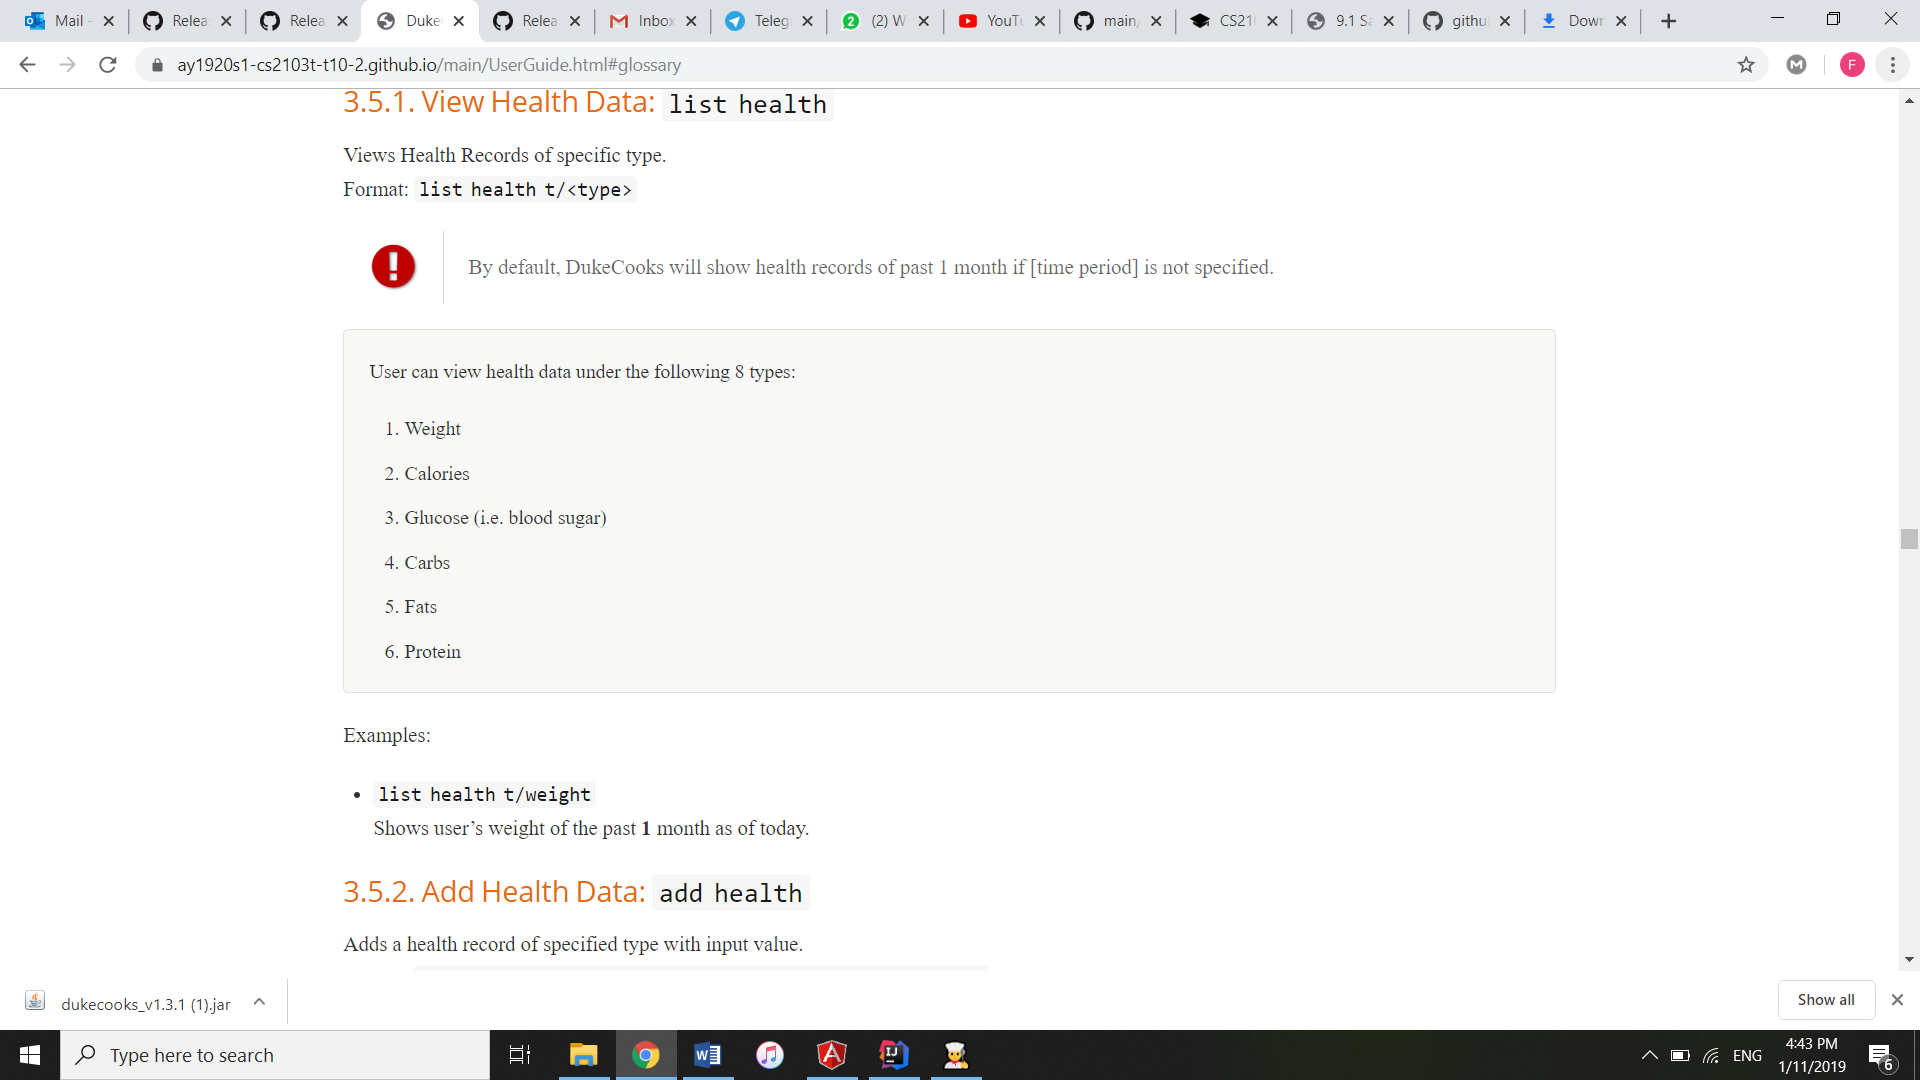 Mail -
Relea
Relea
Duke
Relea
Inbox
Teleg
(2) W
YouTu
main/
CS210
9.1 Sa
githu
Down
ay1920s1-cs2103t-t10-2.github.io/main/UserGuide.html#glossary
M
F
3.5.1. View Health Data: list health
Views Health Records of specific type.
Format: list health t/<type>
By default, DukeCooks will show health records of past 1 month if [time period] is not specified.
User can view health data under the following 8 types:
1. Weight
2. Calories
3. Glucose (i.e. blood sugar)
4. Carbs
5. Fats
6. Protein
Examples:
• list health t/weight
Shows user’s weight of the past 1 month as of today.
3.5.2. Add Health Data: add health
Adds a health record of specified type with input value.
dukecooks_v1.3.1 (1).jar
Show all
Type here to search
ENG
4:43 PM
1/11/2019
6